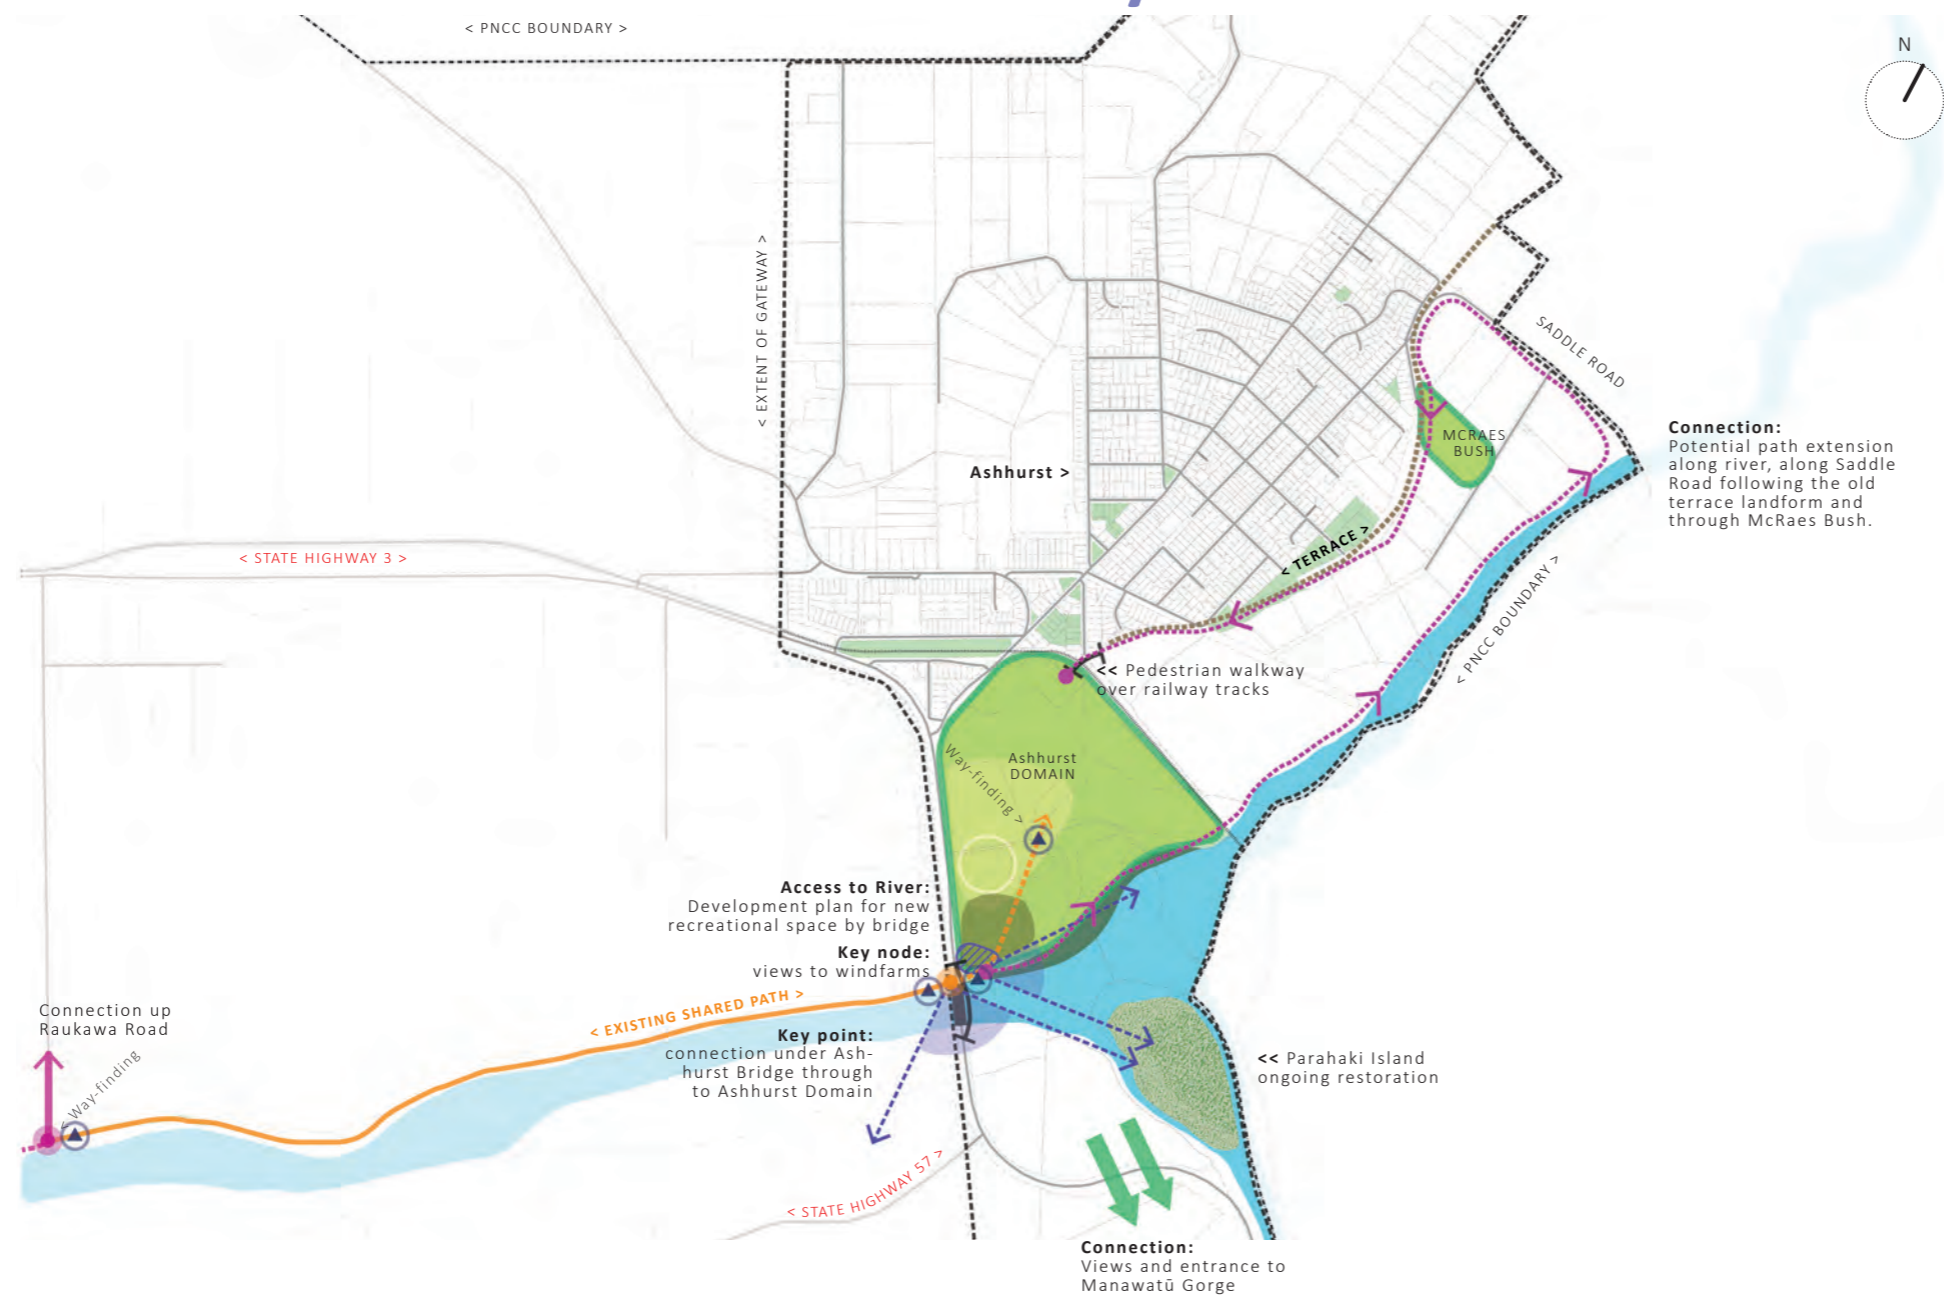 < PNCC BOUNDARY >
N
< EXTENT OF GATEWAY >
SADDLE ROAD
Connection:
Potential path extension
along river, along Saddle
Road following the old
terrace landform and
through McRaes Bush.
MCRAES
BUSH
Ashhurst >
< TERRACE >
< STATE HIGHWAY 3 >
< PNCC BOUNDARY >
<< Pedestrian walkway
over railway tracks
Way-finding >
Ashhurst
DOMAIN
Access to River:
Development plan for new
recreational space by bridge
Key node:
views to windfarms
< EXISTING SHARED PATH >
Connection up
Raukawa Road
< Way-finding
Key point:
connection under Ash-
hurst Bridge through
to Ashhurst Domain
<< Parahaki Island
ongoing restoration
< STATE HIGHWAY 57 >
Connection:
Views and entrance to
Manawatū Gorge